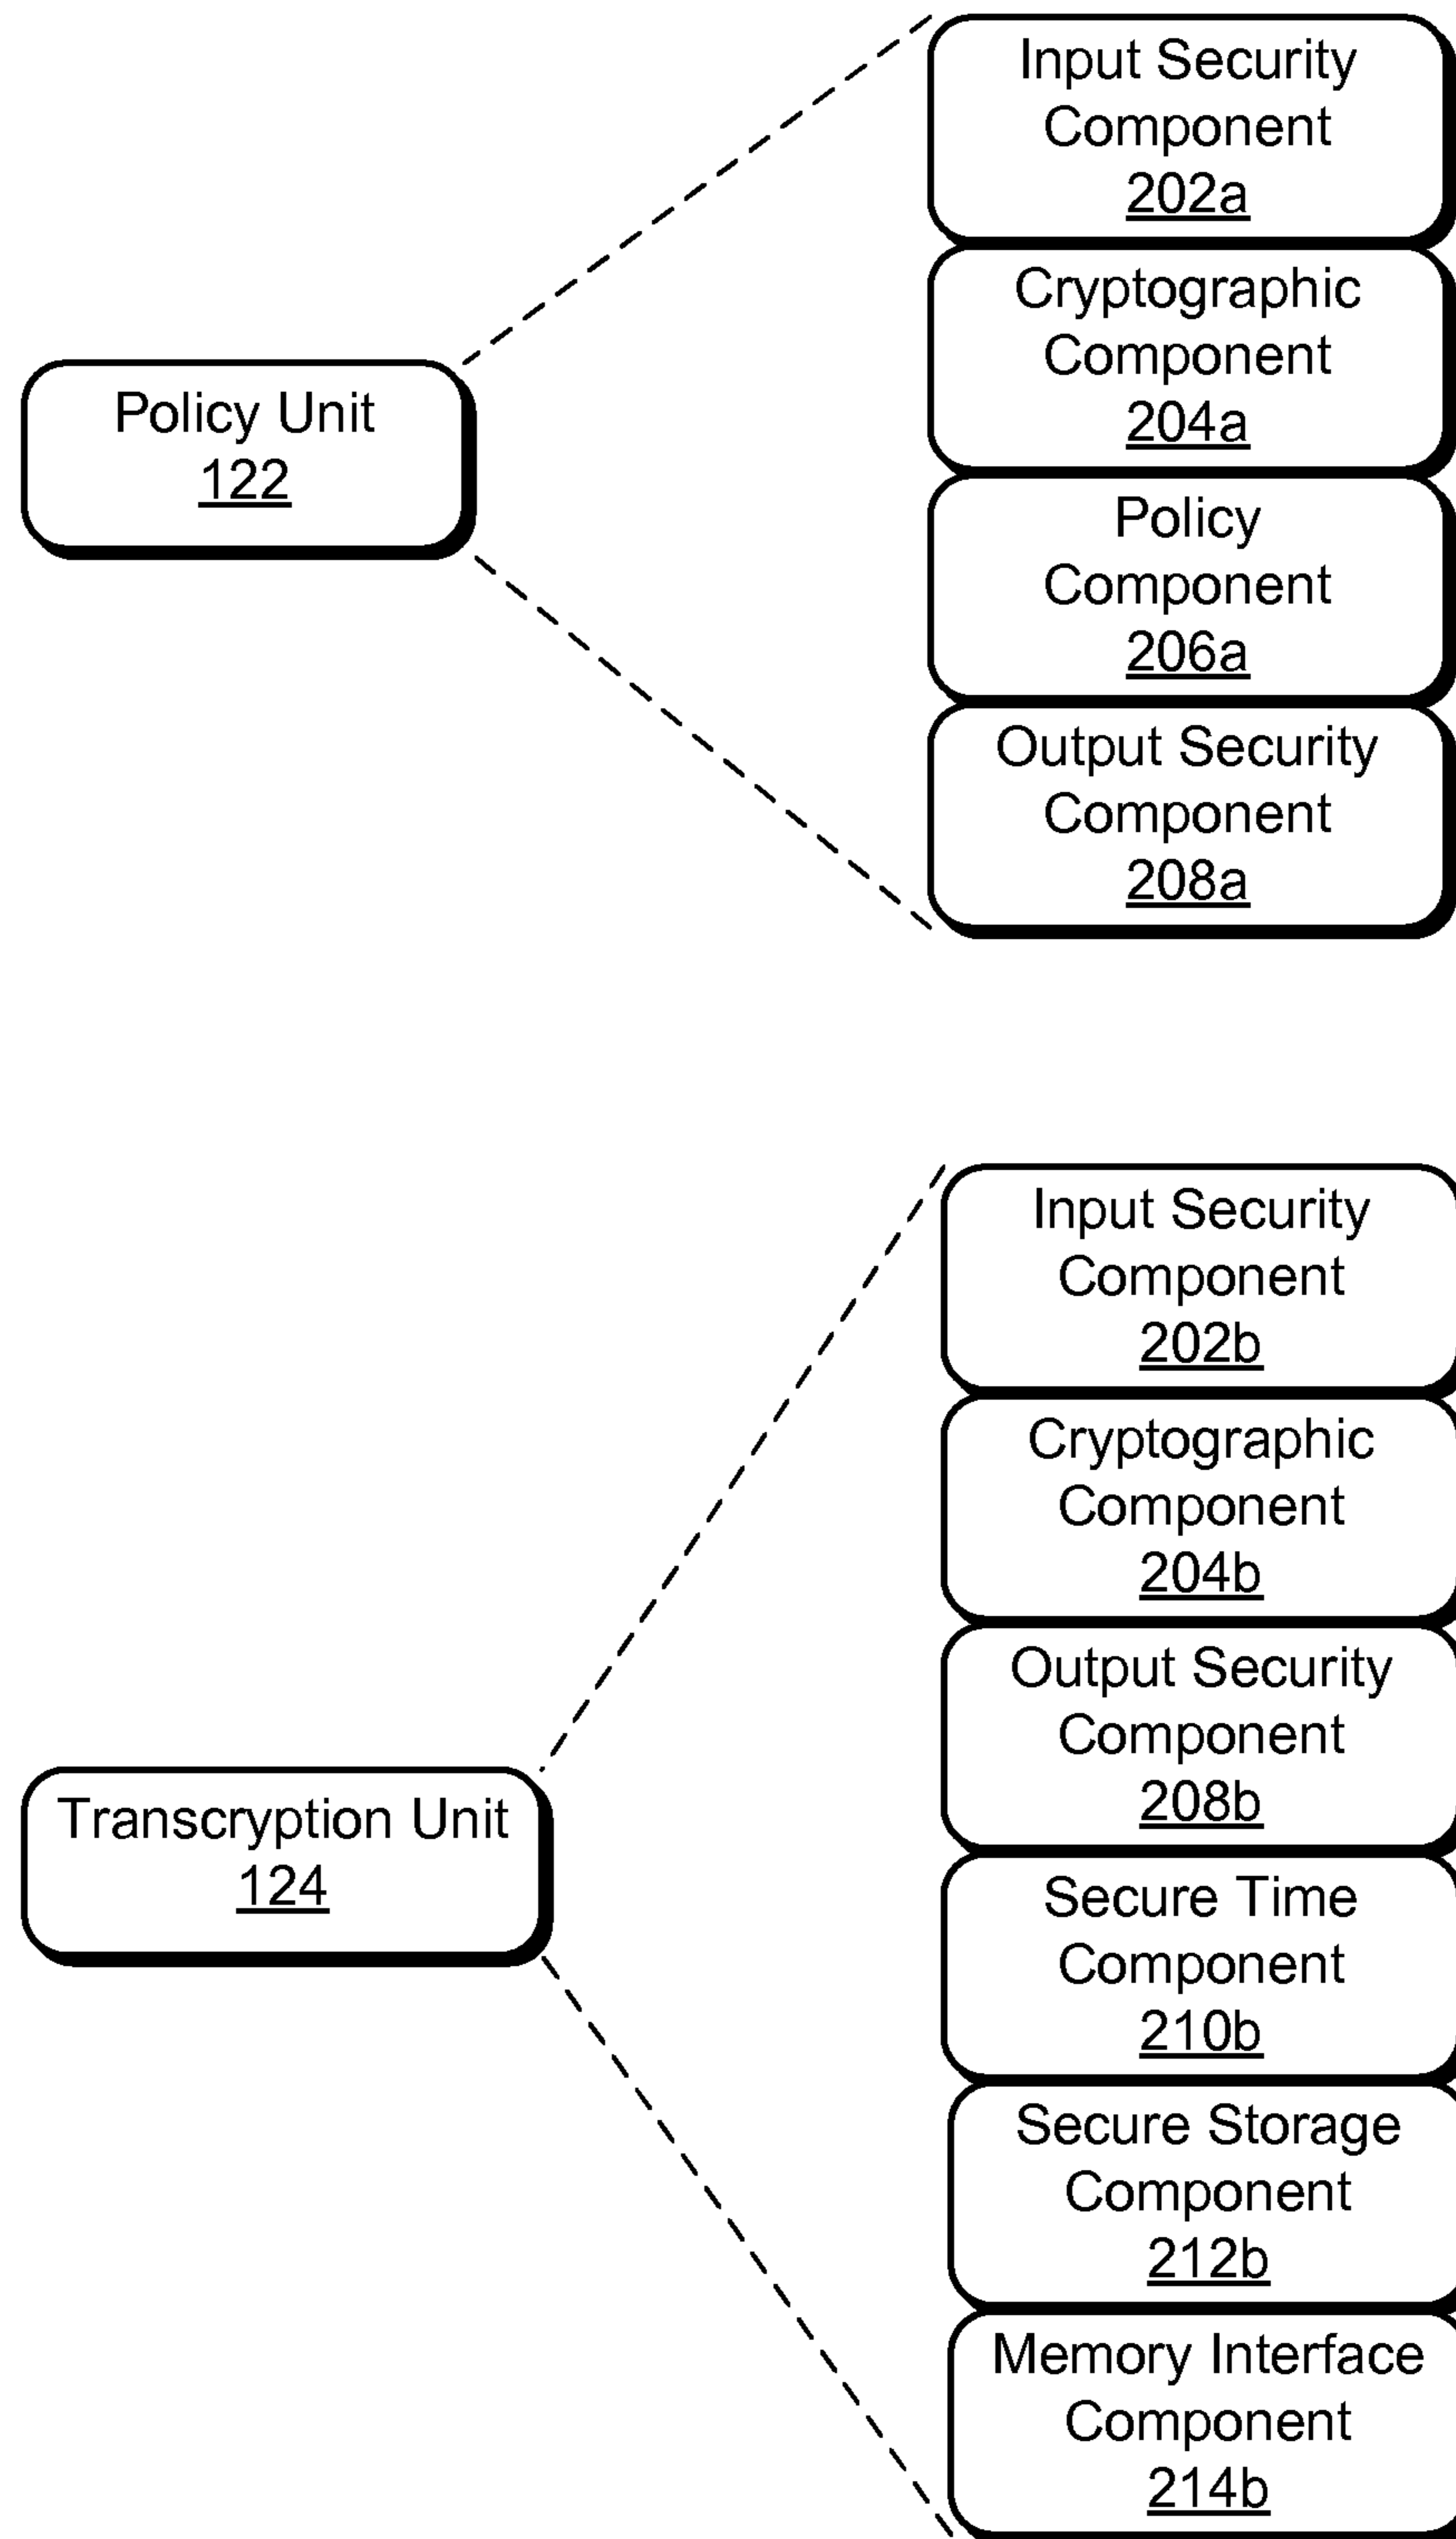 Input Security
Component
202a
Cryptographic
Component
204a
Policy Unit
122
Policy
Component
206a
Output Security
Component
208a
Input Security
Component
202b
Cryptographic
Component
204b
Output Security
Component
208b
Transcryption Unit
124
Secure Time
Component
210b
Secure Storage
Component
212b
Memory Interface
Component
214b